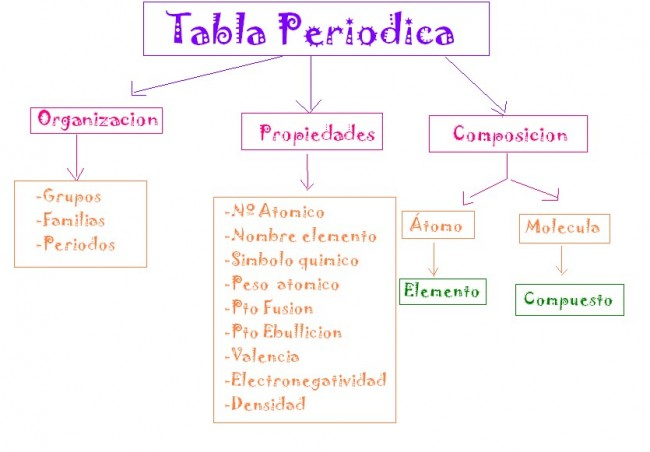 Tabla Periodica
Organizacion
Propiedades
Composicion
-Grupos
-Familias
-Periodos
-Nº Atomico
-Nombre elemento
-Simbolo quimico
-Peso atomico
-Pto Fusion
-Pto Ebullicion
-Valencia
-Electronegatividad
-Densidad
Átomo
Molecula
Elemento
Compuesto